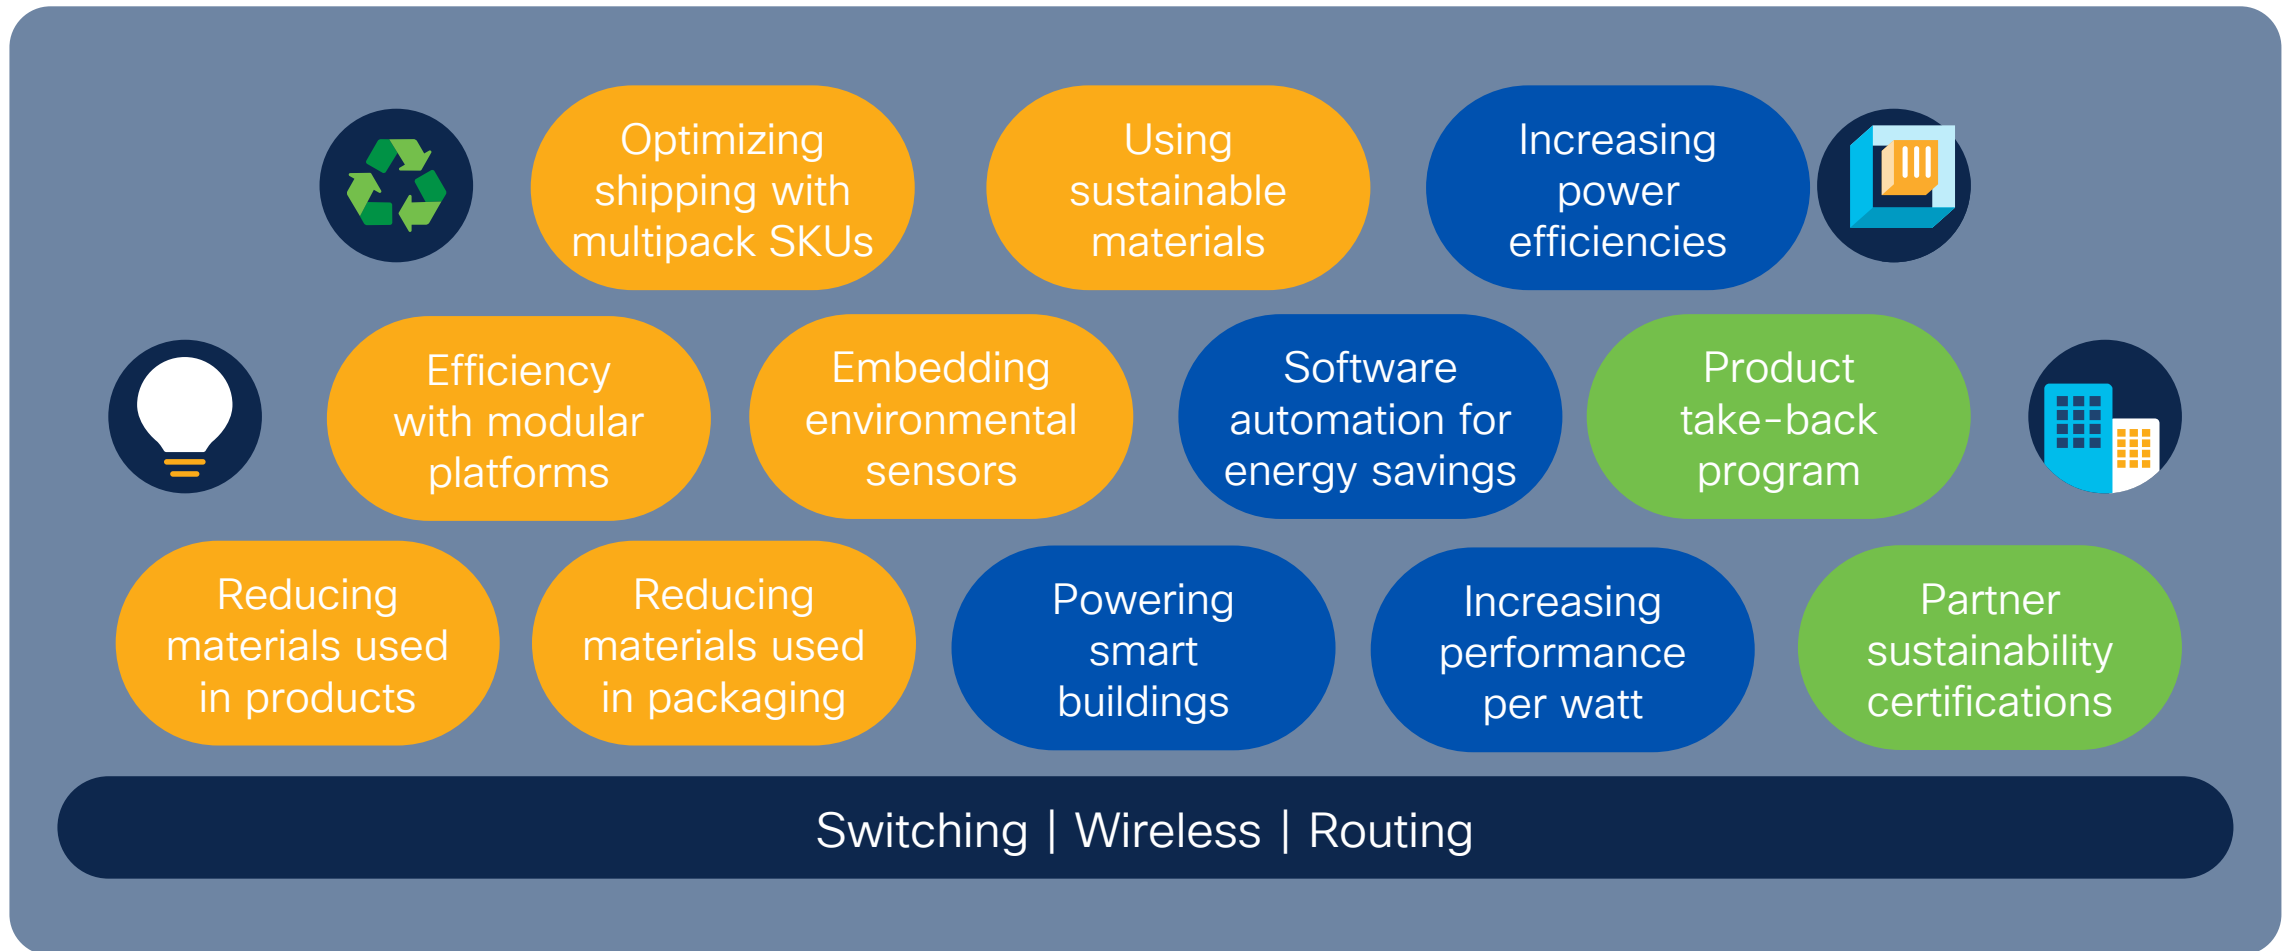 Optimizing
shipping with
multipack SKUs
Using
sustainable
materials
Increasing
power
efficiencies
Efficiency
with modular
platforms
Embedding
environmental
sensors
Software
automation for
energy savings
Product
take-back
program
Reducing
materials used
in products
Reducing
materials used
in packaging
Powering
smart
buildings
Increasing
performance
per watt
Partner
sustainability
certifications
Switching | Wireless | Routing